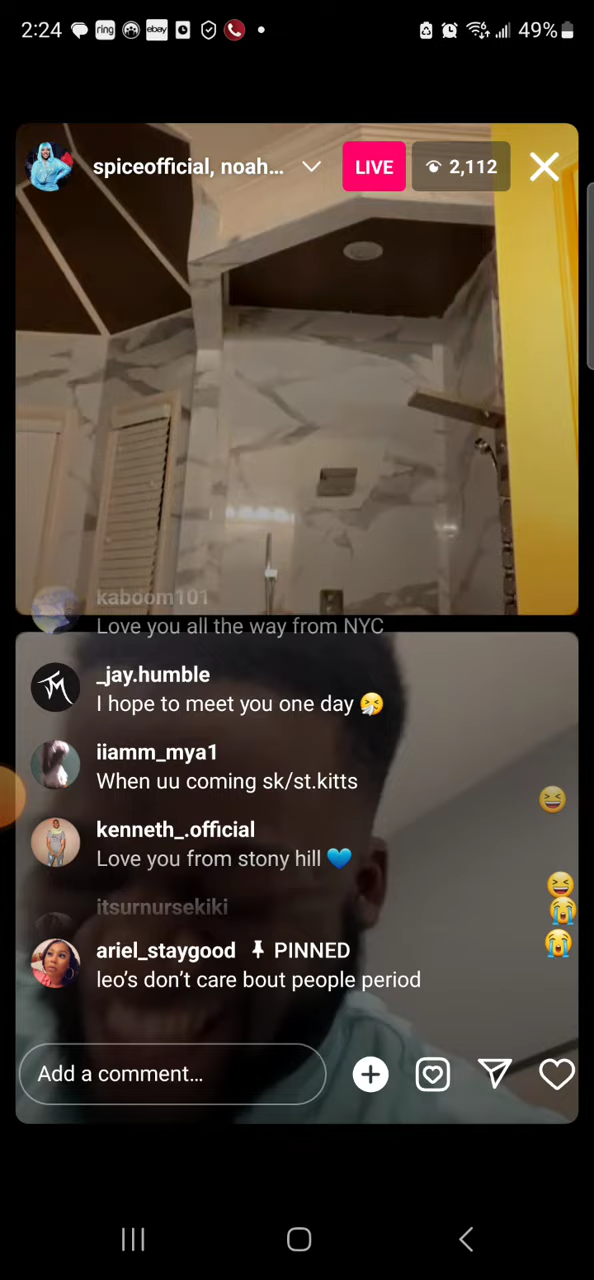 2:24
ring
ebay
49%
spiceofficial, noah...
LIVE
2,112
kaboom101
Love you all the way from NYC
_jay.humble
I hope to meet you one day 🤧
iiamm_mya1
When uu coming sk/st.kitts
kenneth_.official
Love you from stony hill 💙
itsurnursekiki
ariel_staygood PINNED
leo's don't care bout people period
Add a comment...